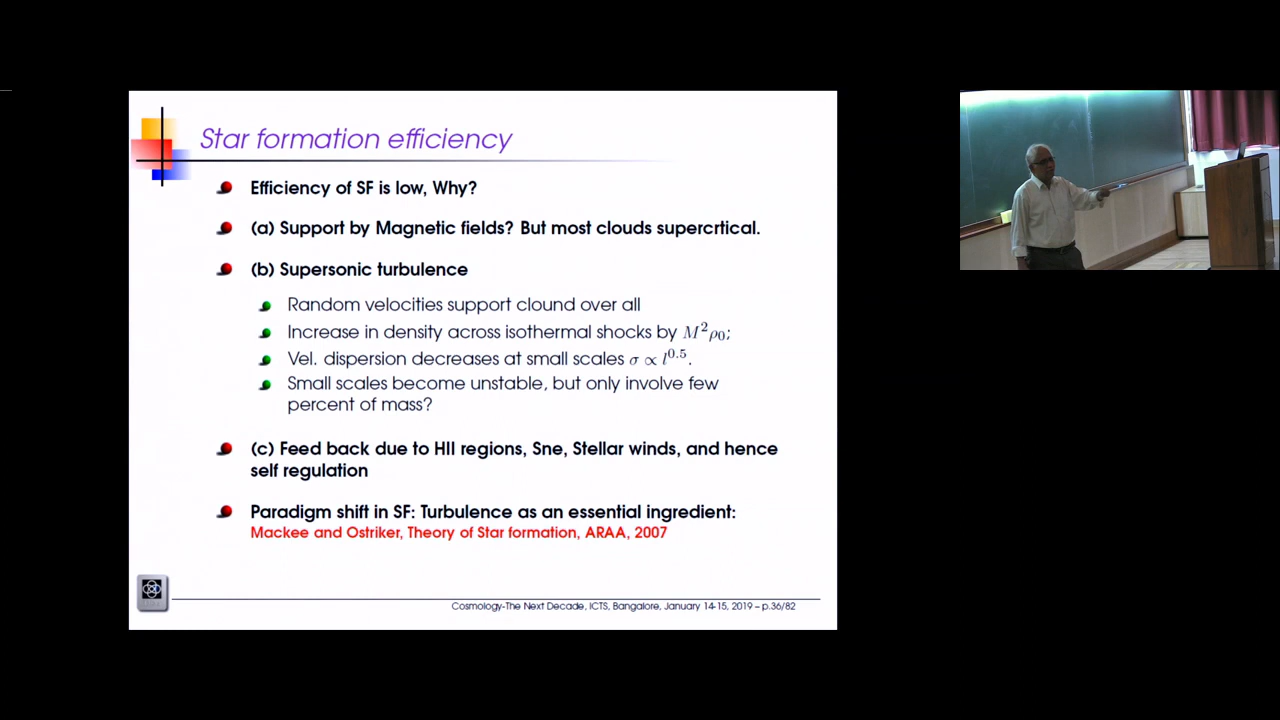 Star formation efficiency
Efficiency of SF is low, Why?
(a) Support by Magnetic fields? But most clouds supercrtical.
(b) Supersonic turbulence
Random velocities support clound over all
Increase in density across isothermal shocks by M²ρ₀;
Vel. dispersion decreases at small scales σ ∝ l⁰·⁵.
Small scales become unstable, but only involve few
percent of mass?
(c) Feed back due to HII regions, Sne, Stellar winds, and hence
self regulation
Paradigm shift in SF: Turbulence as an essential ingredient:
Mackee and Ostriker, Theory of Star formation, ARAA, 2007
Cosmology-The Next Decade, ICTS, Bangalore, January 14-15, 2019 – p.36/82